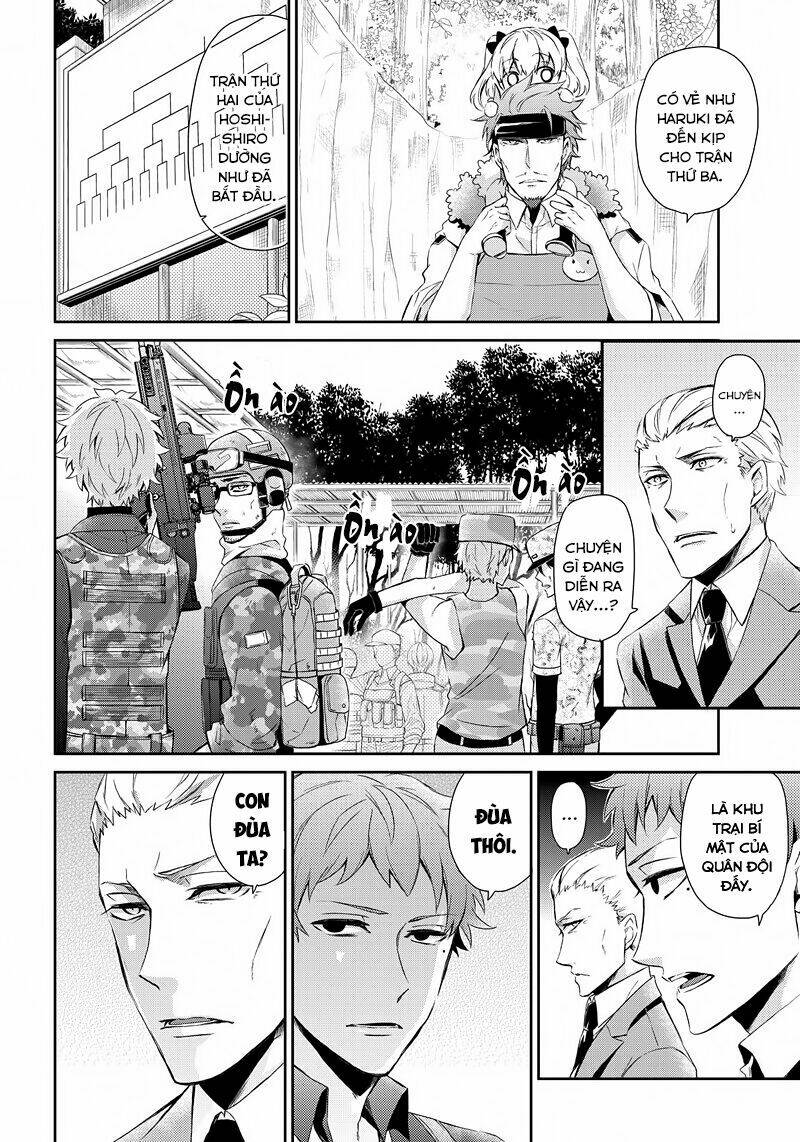 CÓ VẺ NHƯ
HARUKI ĐÃ
ĐẾN KỊP
CHO TRẬN
THỨ BA.
TRẬN THỨ
HAI CỦA
HOSHI-
SHIRO
DƯỜNG
NHƯ ĐÃ
BẮT ĐẦU.
CHUYỆN
...
CHUYỆN
GÌ ĐANG
DIỄN RA
VẬY...?
Ồn ào
Ồn ào
Ồn ào
LÀ KHU
TRẠI BÍ
MẬT CỦA
QUÂN ĐỘI
ĐẤY.
...
ĐÙA
THÔI.
CON
ĐÙA
TA?